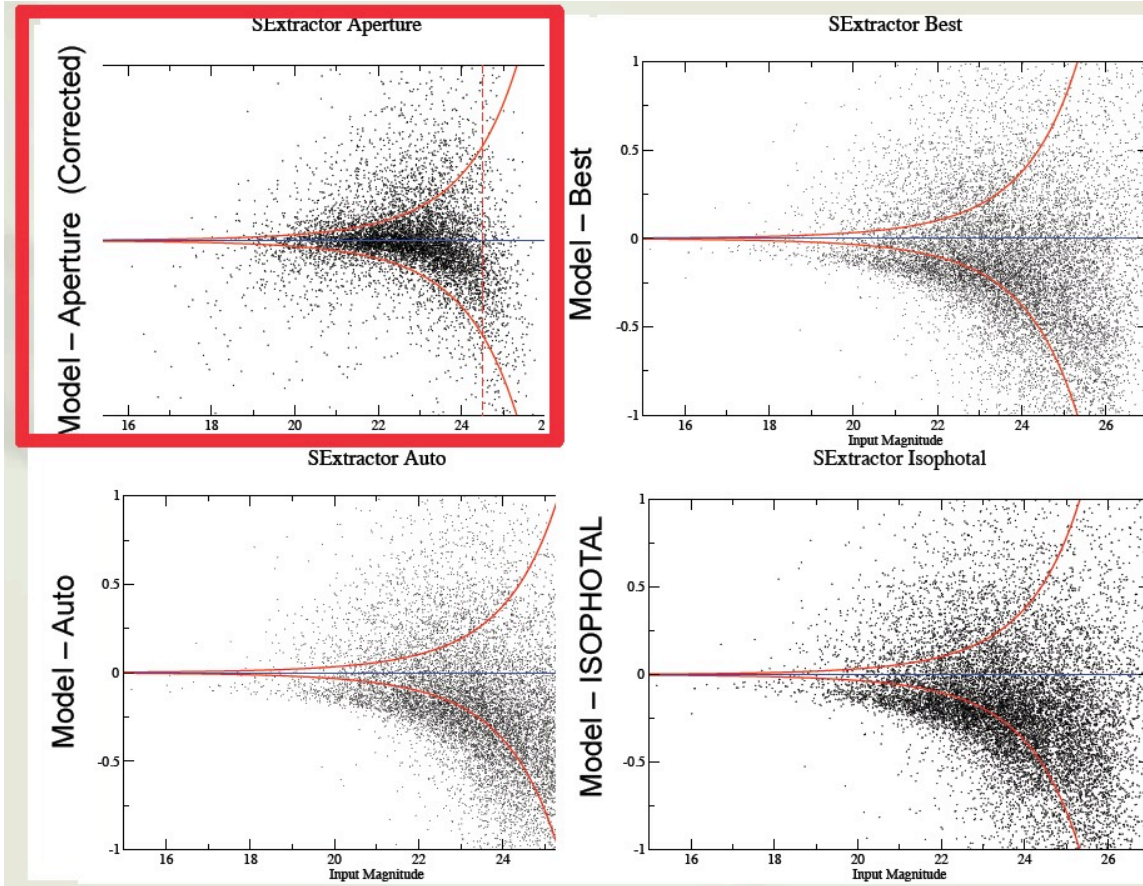 SExtractor Aperture
Model – Aperture (Corrected)
16 18 20 22 24 2
SExtractor Best
Model – Best
1
0.5
0
-0.5
-1
16 18 20 22 24 26
Input Magnitude
SExtractor Auto
Model – Auto
1
0.5
0
-0.5
-1
16 18 20 22 24
Input Magnitude
SExtractor Isophotal
Model – ISOPHOTAL
1
0.5
0
-0.5
-1
16 18 20 22 24 26
Input Magnitude